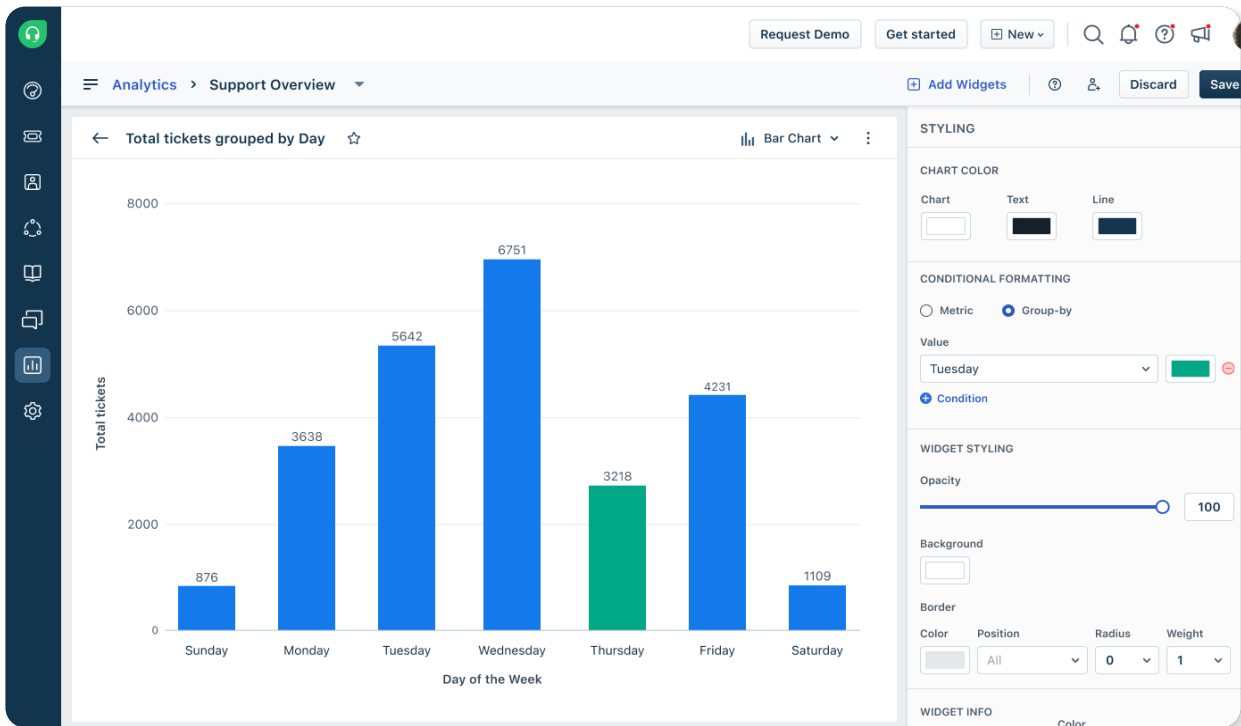 Request Demo
Get started
New
Analytics > Support Overview
Add Widgets
Discard
Save
Total tickets grouped by Day
Bar Chart
8000
6000
4000
2000
0
Total tickets
876
3638
5642
6751
3218
4231
1109
Sunday
Monday
Tuesday
Wednesday
Thursday
Friday
Saturday
Day of the Week
STYLING
CHART COLOR
Chart
Text
Line
CONDITIONAL FORMATTING
Metric
Group-by
Value
Tuesday
Condition
WIDGET STYLING
Opacity
100
Background
Border
Color
Position
Radius
Weight
All
0
1
WIDGET INFO
Color